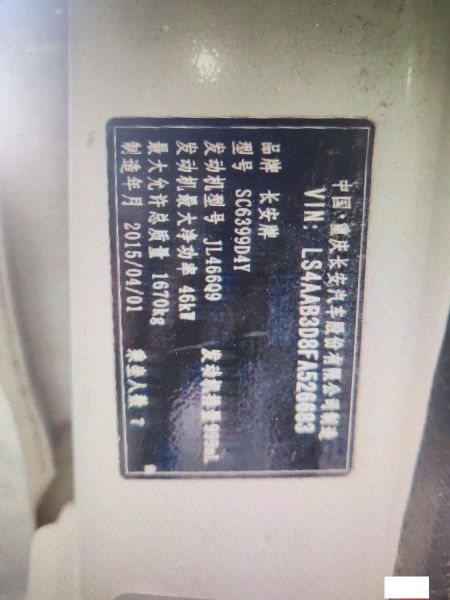 中国·重庆长安汽车股份有限公司制造
VIN: LS4AAB3D8FA526693
品牌 长安牌
型号 SC6399D4Y
发动机型号 JL466Q9 发动机排量
发动机最大净功率 46kW
最大允许总质量 1670kg
制造年月 2015/04/01 乘坐人数 7